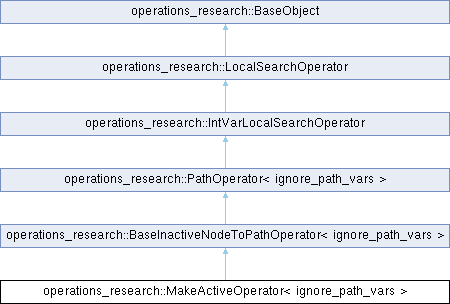 operations_research::BaseObject
operations_research::LocalSearchOperator
operations_research::IntVarLocalSearchOperator
operations_research::PathOperator< ignore_path_vars >
operations_research::BaseInactiveNodeToPathOperator< ignore_path_vars >
operations_research::MakeActiveOperator< ignore_path_vars >